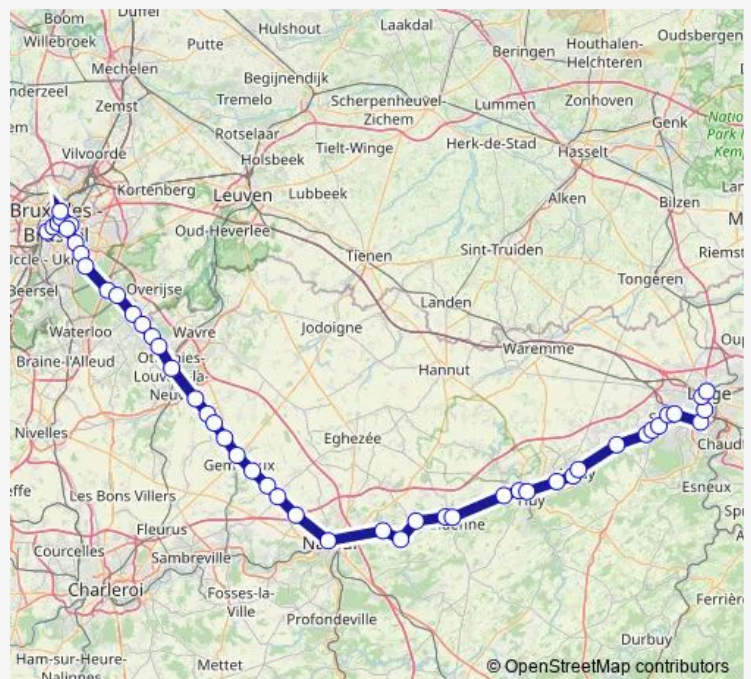 Boom
Duffel
Willebroek
Hulshout
Laakdal
Putte
Beringen
Houthalen-
Helchteren
Oudsbergen
Mechelen
Begijnendijk
Zemst
Tremelo
Scherpenheuvel-
Zichem
Lummen
Zonhoven
Rotselaar
Genk
Vilvoorde
Holsbeek
Tielt-Winge
Herk-de-Stad
Hasselt
Kortenberg
Leuven
Lubbeek
Alken
Bilzen
Oud-Heverlee
Tienen
Sint-Truiden
Riemst
Tongeren
Beersel
Overijse
Landen
Waterloo
Wavre
Jodoigne
Waremme
Braine-l'Alleud
Hannut
Nivelles
Eghezée
Les Bons Villers
Esneux
Fleurus
Courcelles
Sambreville
Charleroi
Fosses-la-
Ville
Profondeville
Durbuy
Ham-sur-Heure-
Nalinnes
Mettet
© OpenStreetMap contributors